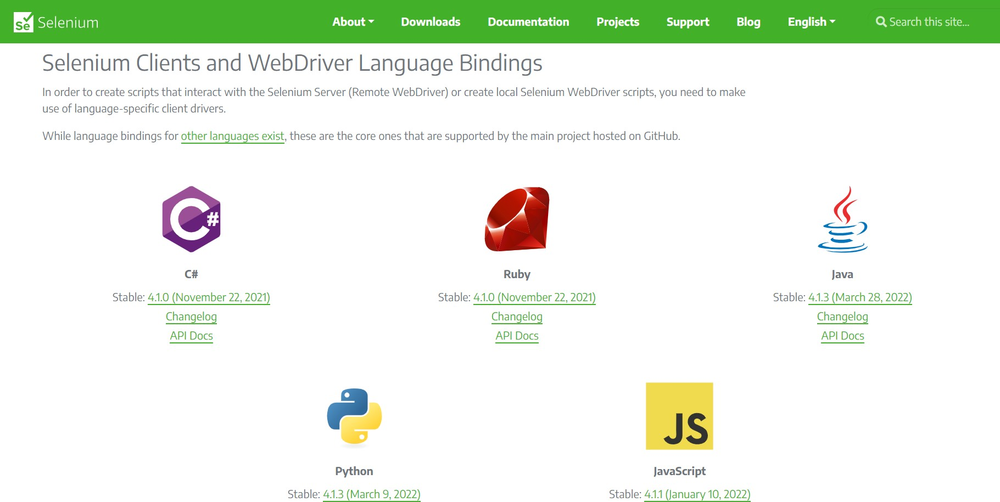 Se Selenium About Downloads Documentation Projects Support Blog English Search this site...
Selenium Clients and WebDriver Language Bindings
In order to create scripts that interact with the Selenium Server (Remote WebDriver) or create local Selenium WebDriver scripts, you need to make
use of language-specific client drivers.
While language bindings for other languages exist, these are the core ones that are supported by the main project hosted on GitHub.
C#
C# Ruby Java
Stable: 4.1.0 (November 22, 2021) Stable: 4.1.0 (November 22, 2021) Stable: 4.1.3 (March 28, 2022)
Changelog Changelog Changelog
API Docs API Docs API Docs
JS
Python JavaScript
Stable: 4.1.3 (March 9, 2022) Stable: 4.1.1 (January 10, 2022)